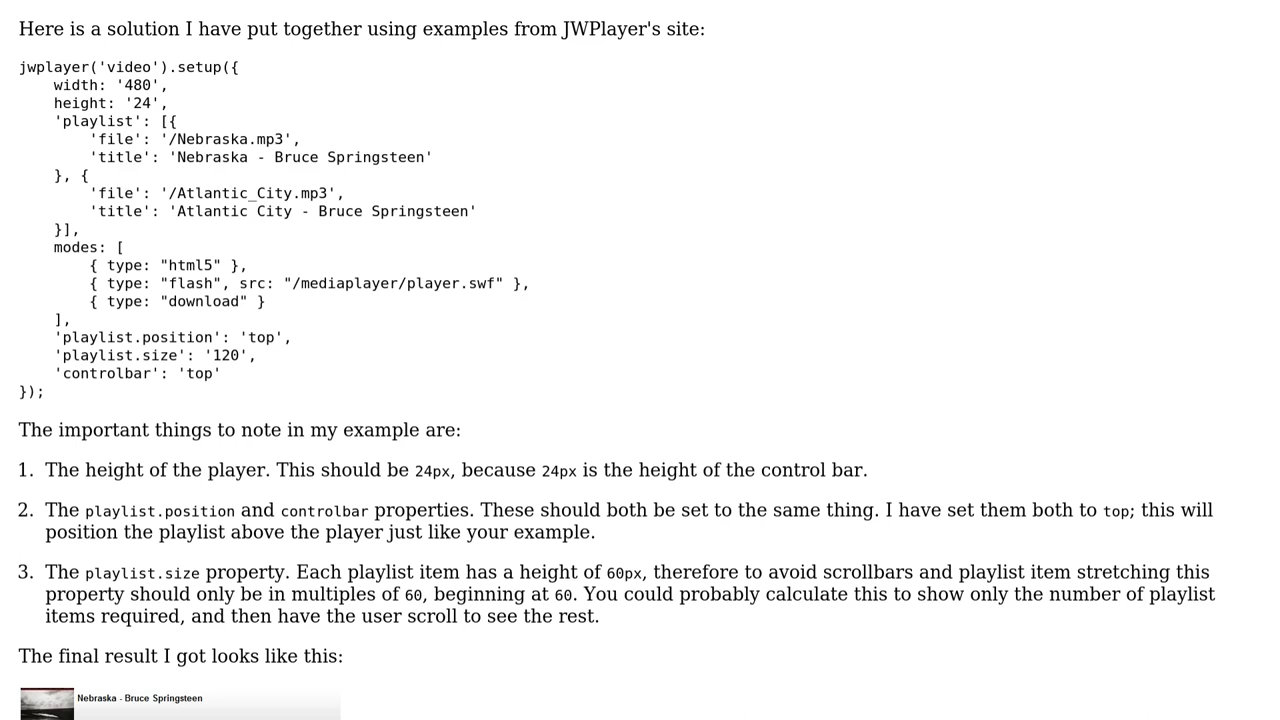 Here is a solution I have put together using examples from JWPlayer's site:
jwplayer('video').setup({
    width: '480',
    height: '24',
    'playlist': [{
        'file': '/Nebraska.mp3',
        'title': 'Nebraska - Bruce Springsteen'
    }, {
        'file': '/Atlantic_City.mp3',
        'title': 'Atlantic City - Bruce Springsteen'
    }],
    modes: [
        { type: "html5" },
        { type: "flash", src: "/mediaplayer/player.swf" },
        { type: "download" }
    ],
    'playlist.position': 'top',
    'playlist.size': '120',
    'controlbar': 'top'
});
The important things to note in my example are:
1. The height of the player. This should be 24px, because 24px is the height of the control bar.
2. The playlist.position and controlbar properties. These should both be set to the same thing. I have set them both to top; this will
position the playlist above the player just like your example.
3. The playlist.size property. Each playlist item has a height of 60px, therefore to avoid scrollbars and playlist item stretching this
property should only be in multiples of 60, beginning at 60. You could probably calculate this to show only the number of playlist
items required, and then have the user scroll to see the rest.
The final result I got looks like this:
Nebraska - Bruce Springsteen